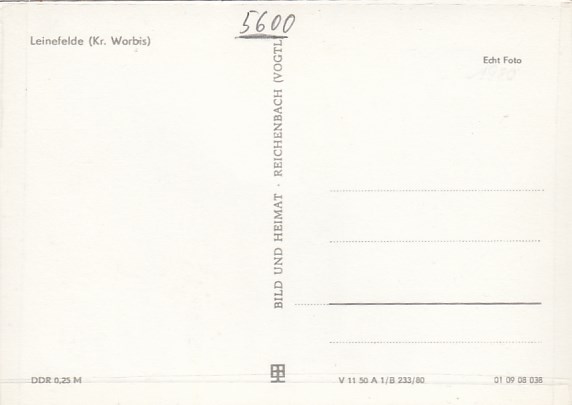 5600
Leinefelde (Kr. Worbis)
Echt Foto
BILD UND HEIMAT · REICHENBACH (VOGTL
DDR 0,25 M
V 11 50 A 1/B 233/80
01 09 08 038